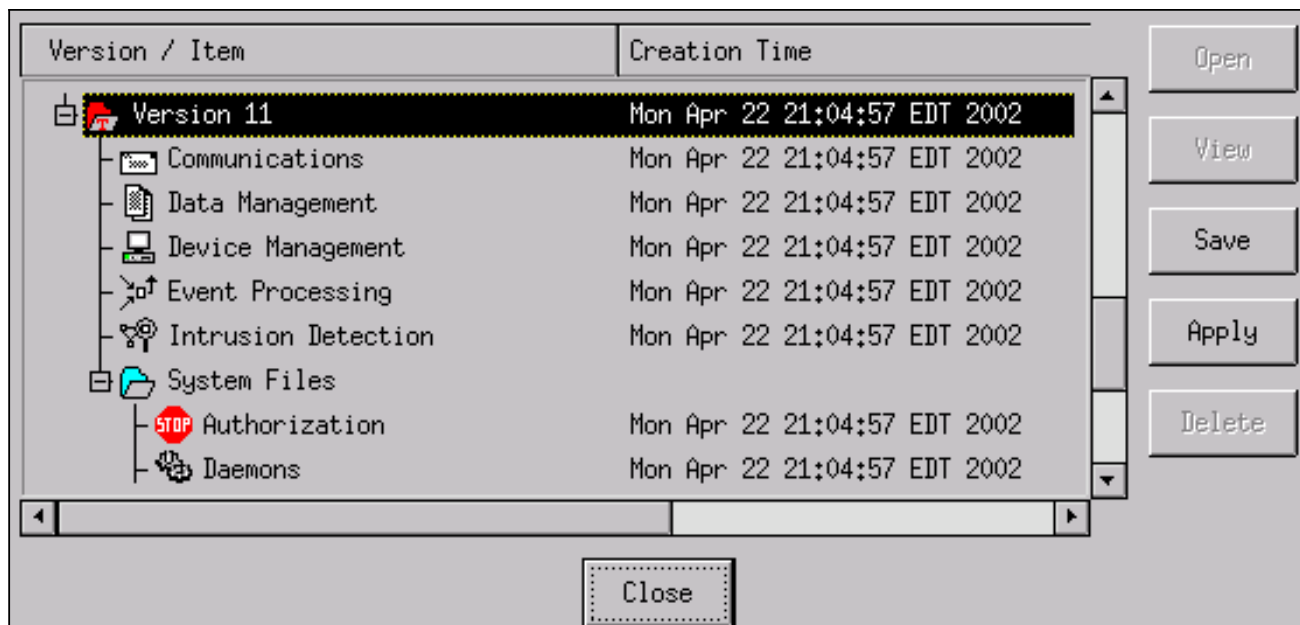 Version / Item Creation Time
Open
Version 11 Mon Apr 22 21:04:57 EDT 2002
Communications Mon Apr 22 21:04:57 EDT 2002
View
Data Management Mon Apr 22 21:04:57 EDT 2002
Device Management Mon Apr 22 21:04:57 EDT 2002
Save
Event Processing Mon Apr 22 21:04:57 EDT 2002
Intrusion Detection Mon Apr 22 21:04:57 EDT 2002
Apply
System Files
STOP Authorization Mon Apr 22 21:04:57 EDT 2002
Delete
Daemons Mon Apr 22 21:04:57 EDT 2002
Close